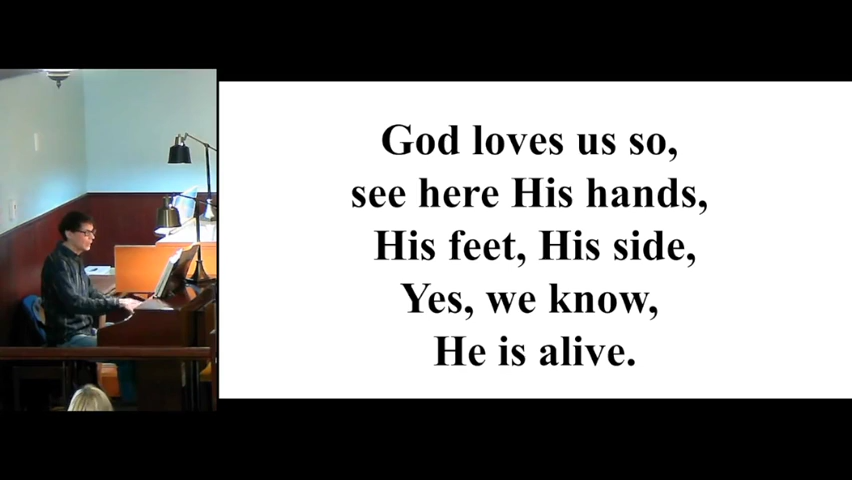 God loves us so,
see here His hands,
His feet, His side,
Yes, we know,
He is alive.